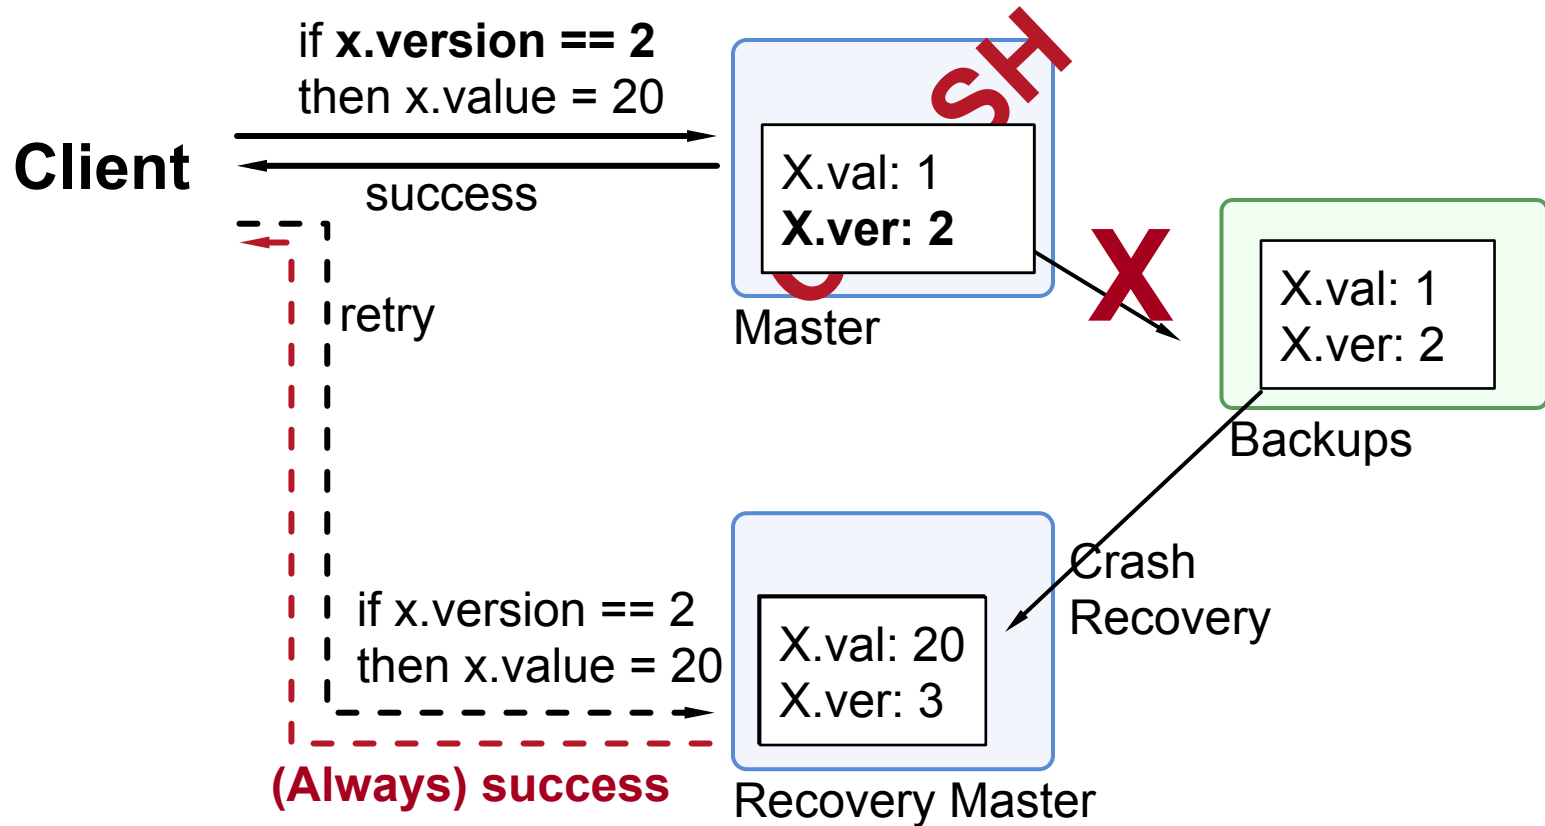 if x.version == 2
then x.value = 20
Client
success
SH
X.val: 1
X.ver: 2
C
X
Master
retry
X.val: 1
X.ver: 2
Backups
Crash
Recovery
if x.version == 2
then x.value = 20
X.val: 20
X.ver: 3
(Always) success
Recovery Master